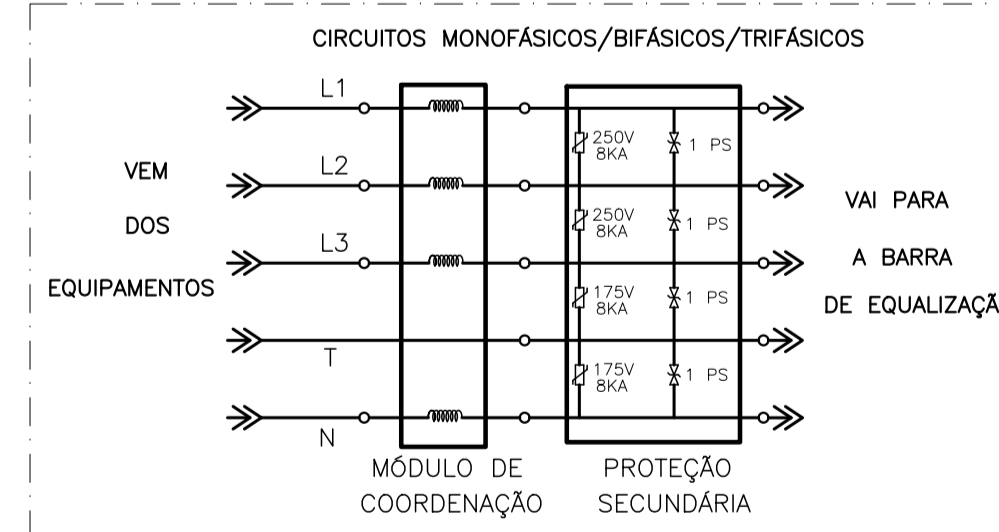 CIRCUITOS MONOFÁSICOS/BIFÁSICOS/TRIFÁSICOS
L1
250V
8KA
1 PS
VEM
DOS
EQUIPAMENTOS
L2
250V
8KA
1 PS
VAI PARA
A BARRA
DE EQUALIZAÇÃ
L3
175V
8KA
1 PS
T
175V
8KA
1 PS
N
MÓDULO DE
COORDENAÇÃO
PROTEÇÃO
SECUNDÁRIA